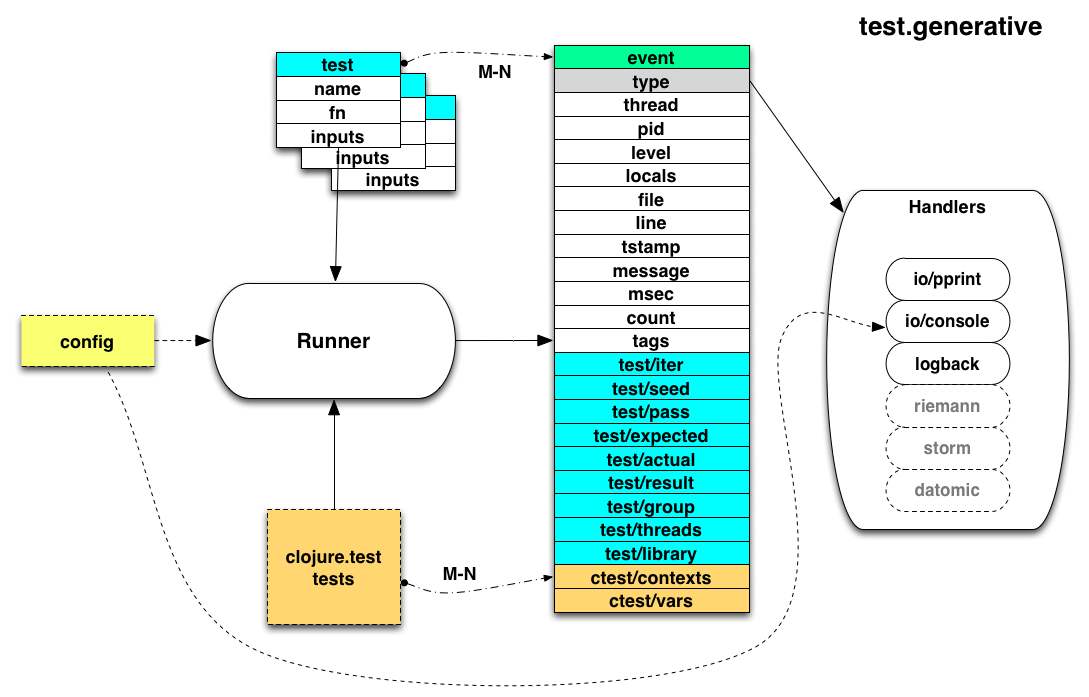 test.generative
test
name
fn
inputs
inputs
inputs
M-N
event
type
thread
pid
level
locals
file
line
tstamp
message
msec
count
tags
test/iter
test/seed
test/pass
test/expected
test/actual
test/result
test/group
test/threads
test/library
ctest/contexts
ctest/vars
Handlers
io/pprint
io/console
logback
riemann
storm
datomic
config
Runner
clojure.test
tests
M-N